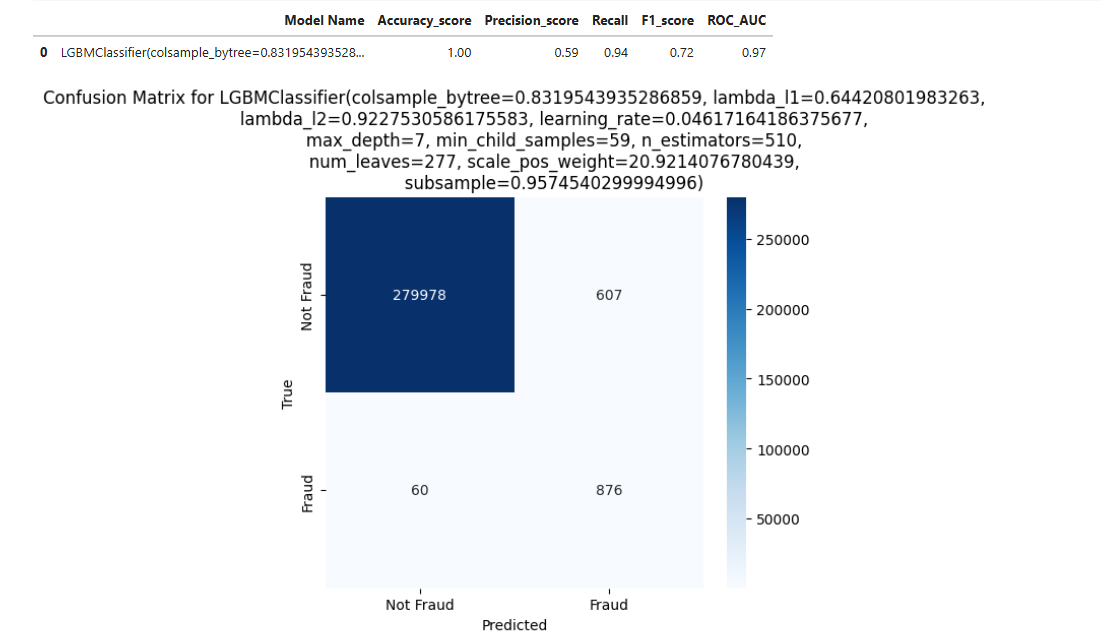 Model Name Accuracy_score Precision_score Recall F1_score ROC_AUC
0 LGBMClassifier(colsample_bytree=0.831954393528... 1.00 0.59 0.94 0.72 0.97
Confusion Matrix for LGBMClassifier(colsample_bytree=0.8319543935286859, lambda_l1=0.64420801983263,
lambda_l2=0.9227530586175583, learning_rate=0.04617164186375677,
max_depth=7, min_child_samples=59, n_estimators=510,
num_leaves=277, scale_pos_weight=20.9214076780439,
subsample=0.9574540299994996)
Not Fraud
279978
607
True
Fraud
60
876
Not Fraud
Fraud
Predicted
250000
200000
150000
100000
50000